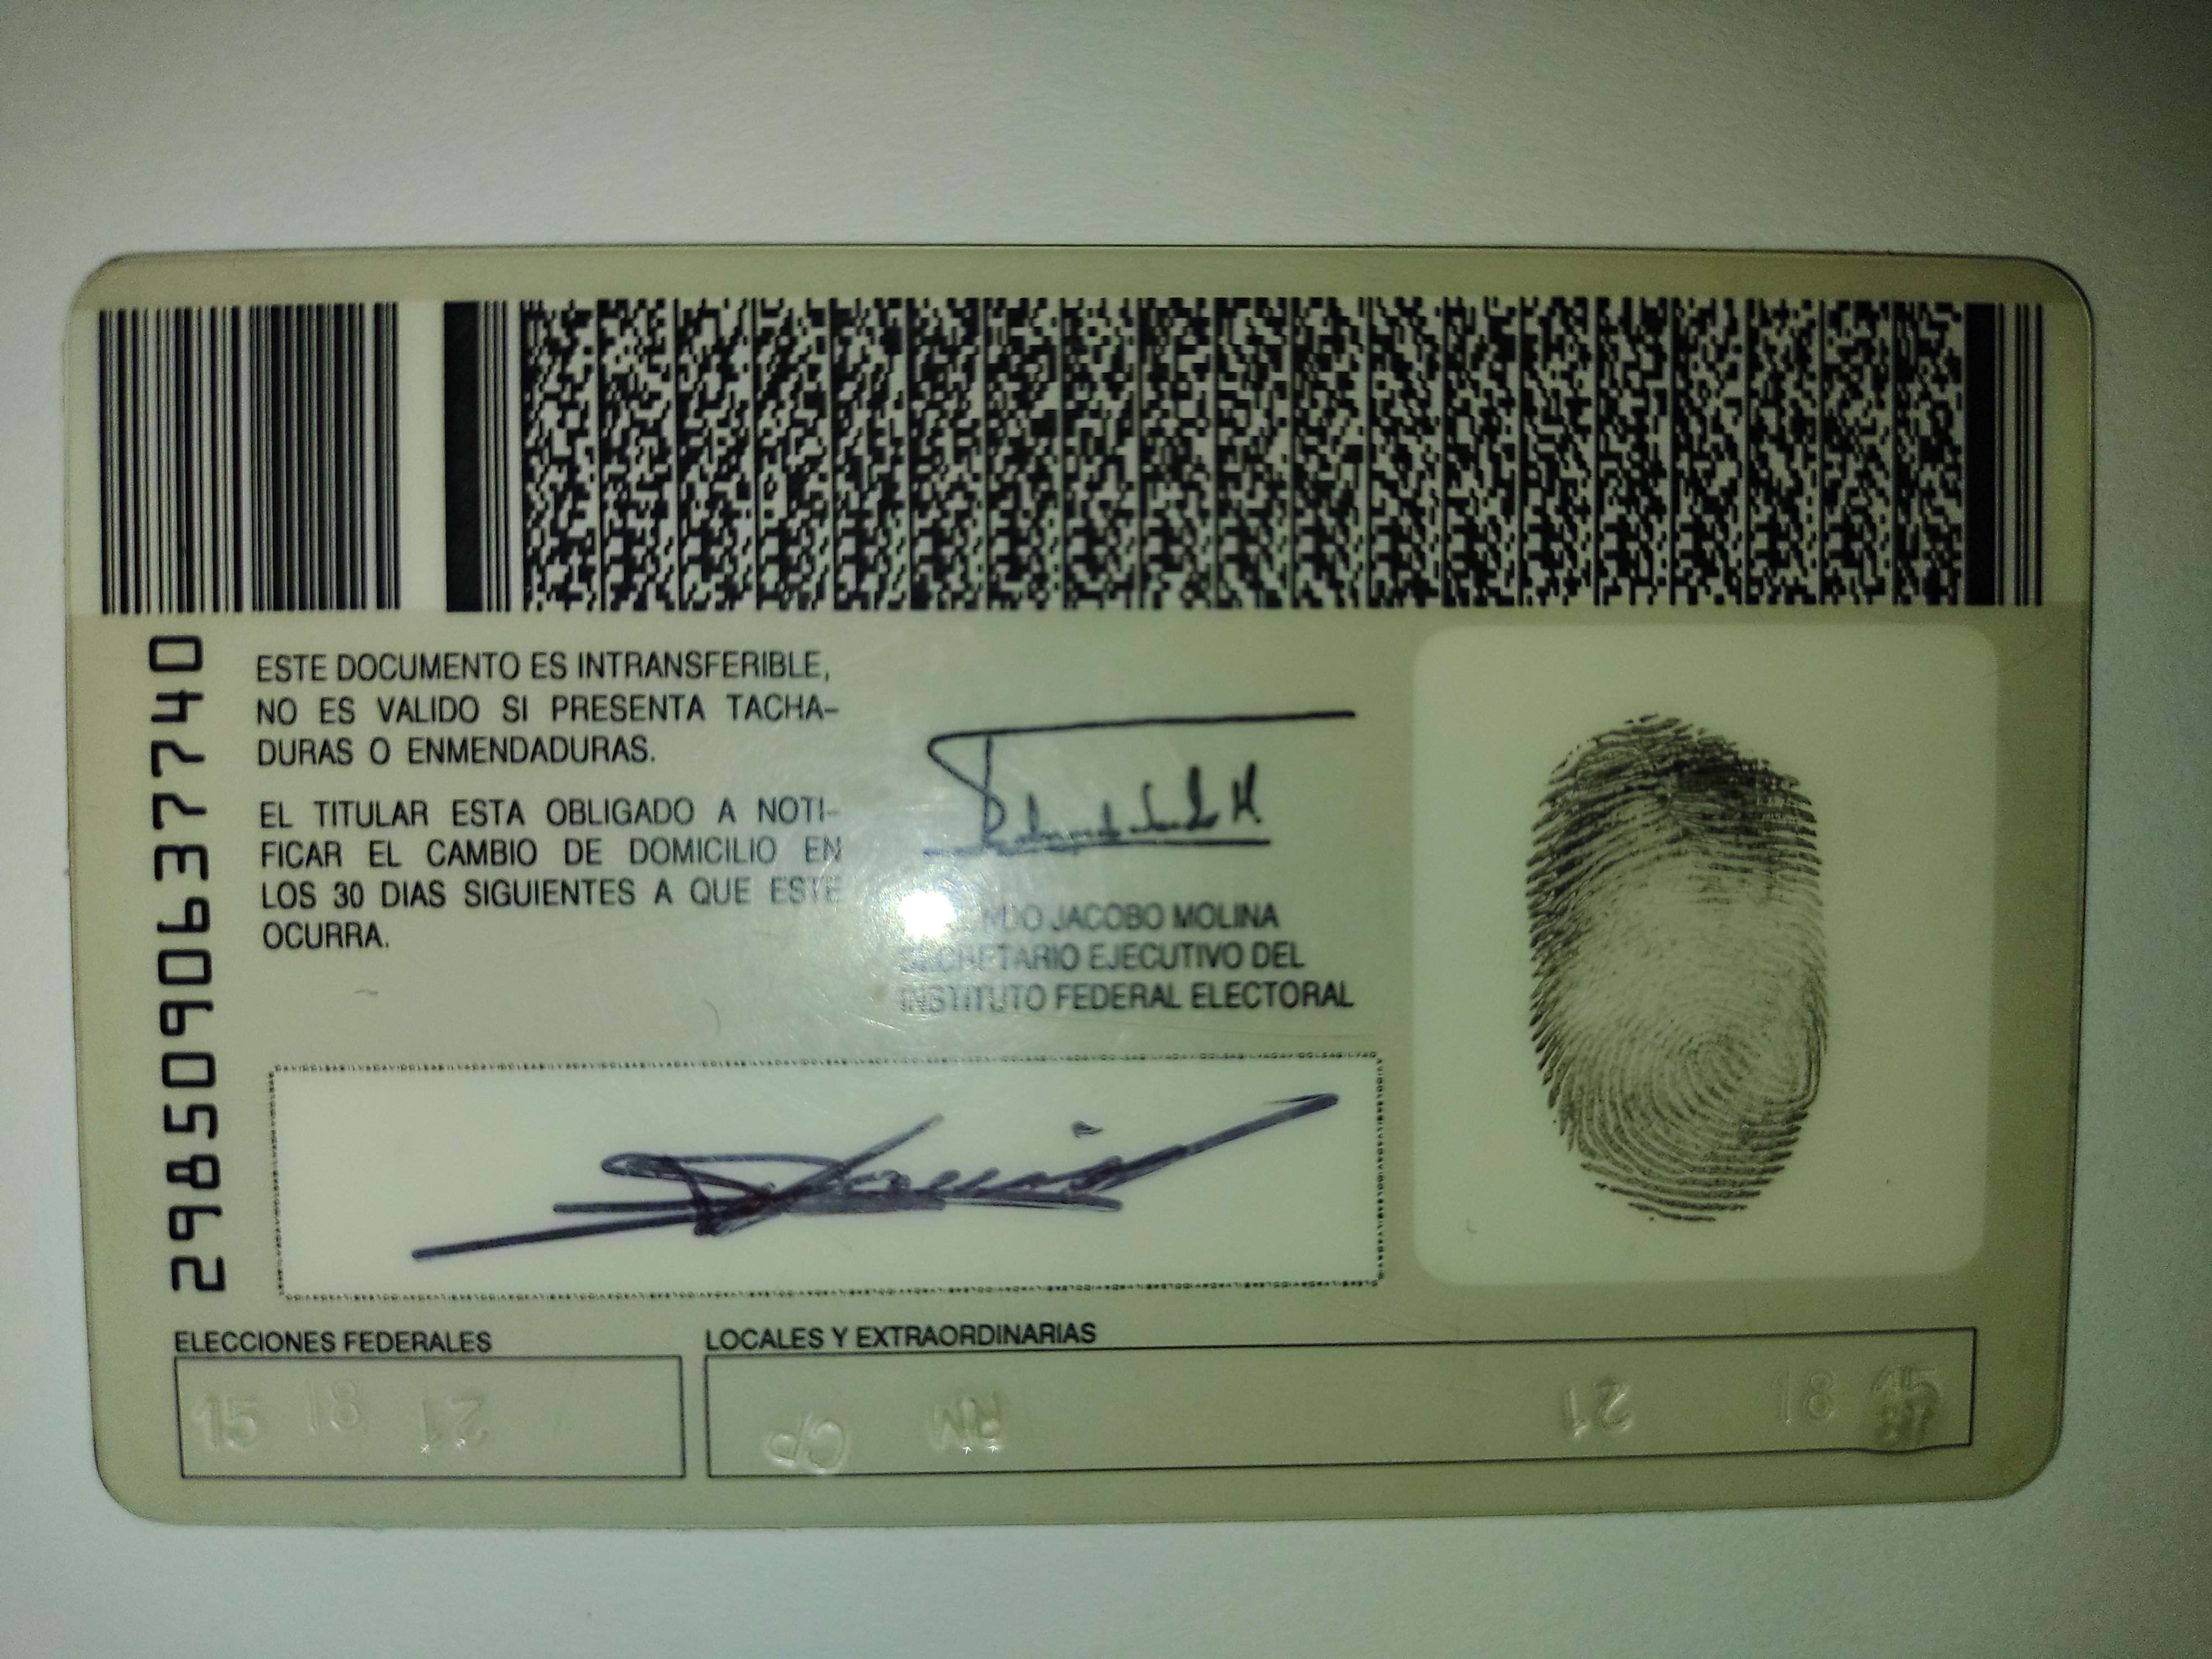 2985090637740
ESTE DOCUMENTO ES INTRANSFERIBLE,
NO ES VALIDO SI PRESENTA TACHA-
DURAS O ENMENDADURAS.
EL TITULAR ESTA OBLIGADO A NOTI-
FICAR EL CAMBIO DE DOMICILIO EN
LOS 30 DIAS SIGUIENTES A QUE ESTE
OCURRA.
JACOBO MOLINA
SECRETARIO EJECUTIVO DEL
INSTITUTO FEDERAL ELECTORAL
ELECCIONES FEDERALES
15 18 21
LOCALES Y EXTRAORDINARIAS
CP RM 21 18 15